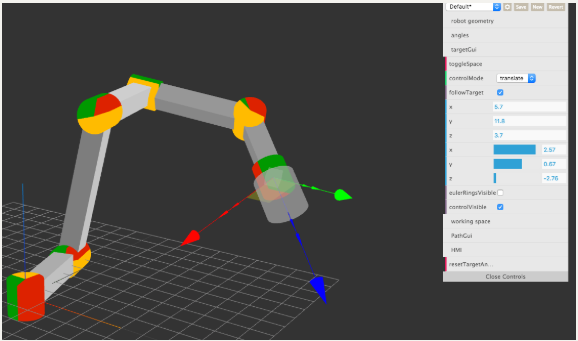 Default* Save New Revert
robot geometry
angles
targetGui
toggleSpace
controlMode translate
followTarget
x 5.7
y 11.8
z 3.7
x 2.57
y 0.67
z -2.76
eulerRingsVisible
controlVisible
working space
PathGui
HMI
resetTargetAn...
Close Controls